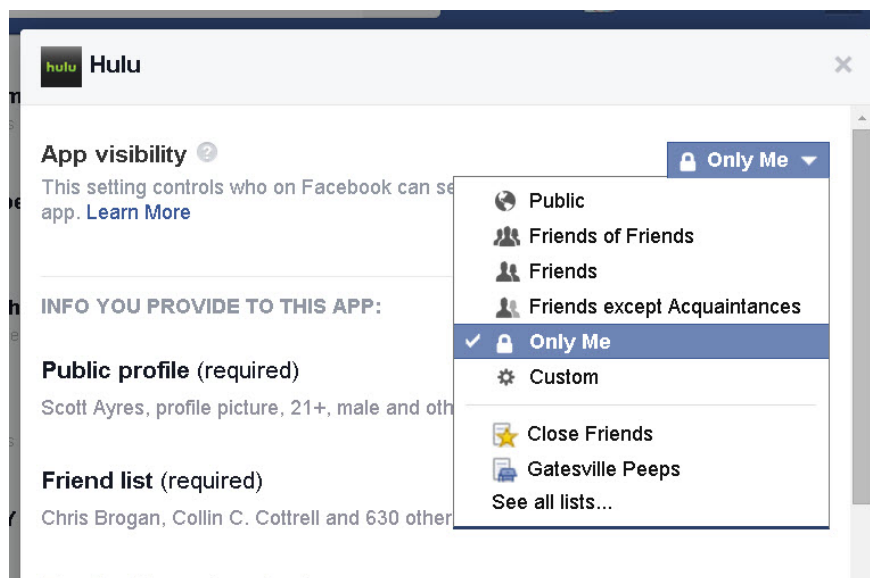 hulu Hulu
App visibility
Only Me
This setting controls who on Facebook can se
app. Learn More
Public
Friends of Friends
Friends
Friends except Acquaintances
Only Me
Custom
Close Friends
Gatesville Peeps
See all lists...
INFO YOU PROVIDE TO THIS APP:
Public profile (required)
Scott Ayres, profile picture, 21+, male and oth
Friend list (required)
Chris Brogan, Collin C. Cottrell and 630 other